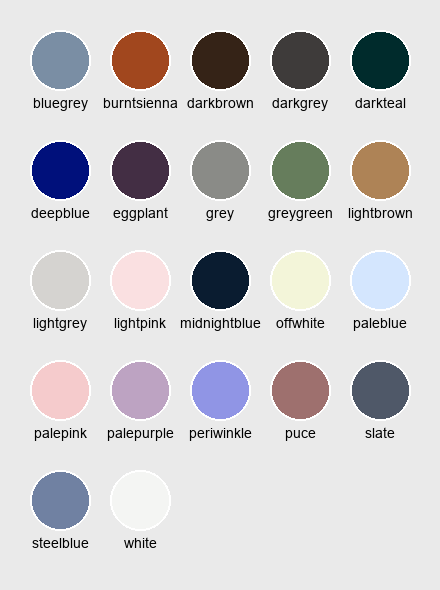 bluegrey burntsienna darkbrown darkgrey darkteal
deepblue eggplant grey greygreen lightbrown
lightgrey lightpink midnightblue offwhite paleblue
palepink palepurple periwinkle puce slate
steelblue white